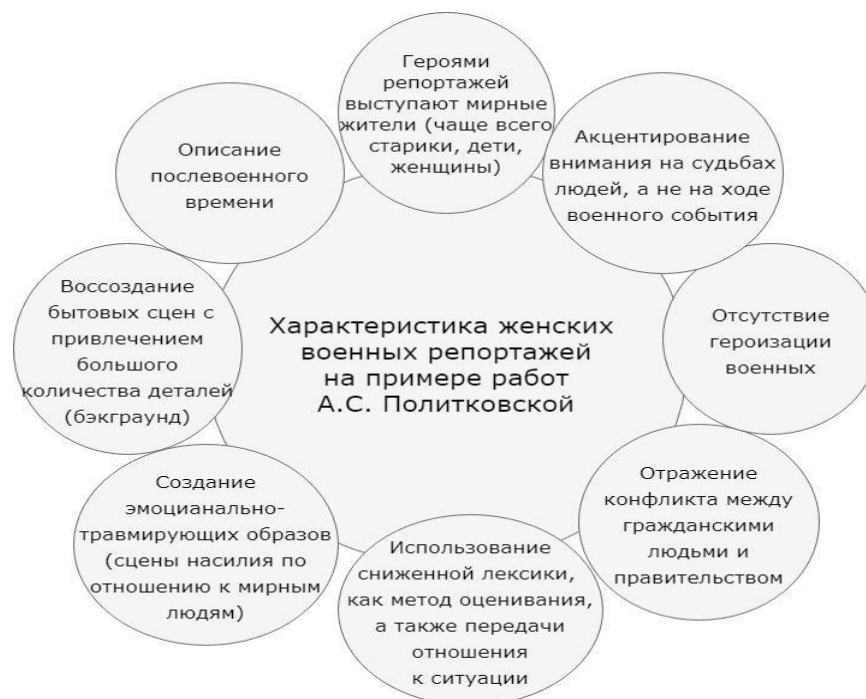 Героями
репортажей
выступают мирные
жители (чаще всего
старики, дети,
женщины)
Акцентирование
внимания на судьбах
людей, а не на ходе
военного события
Отсутствие
героизации
военных
Отражение
конфликта между
гражданскими
людьми и
правительством
Использование
сниженной лексики,
как метод оценивания,
а также передачи
отношения
к ситуации
Создание
эмоцианально-
травмирующих образов
(сцены насилия по
отношению к мирным
людям)
Воссоздание
бытовых сцен с
привлечением
большого
количества деталей
(бэкграунд)
Описание
послевоенного
времени
Характеристика женских
военных репортажей
на примере работ
А.С. Политковской